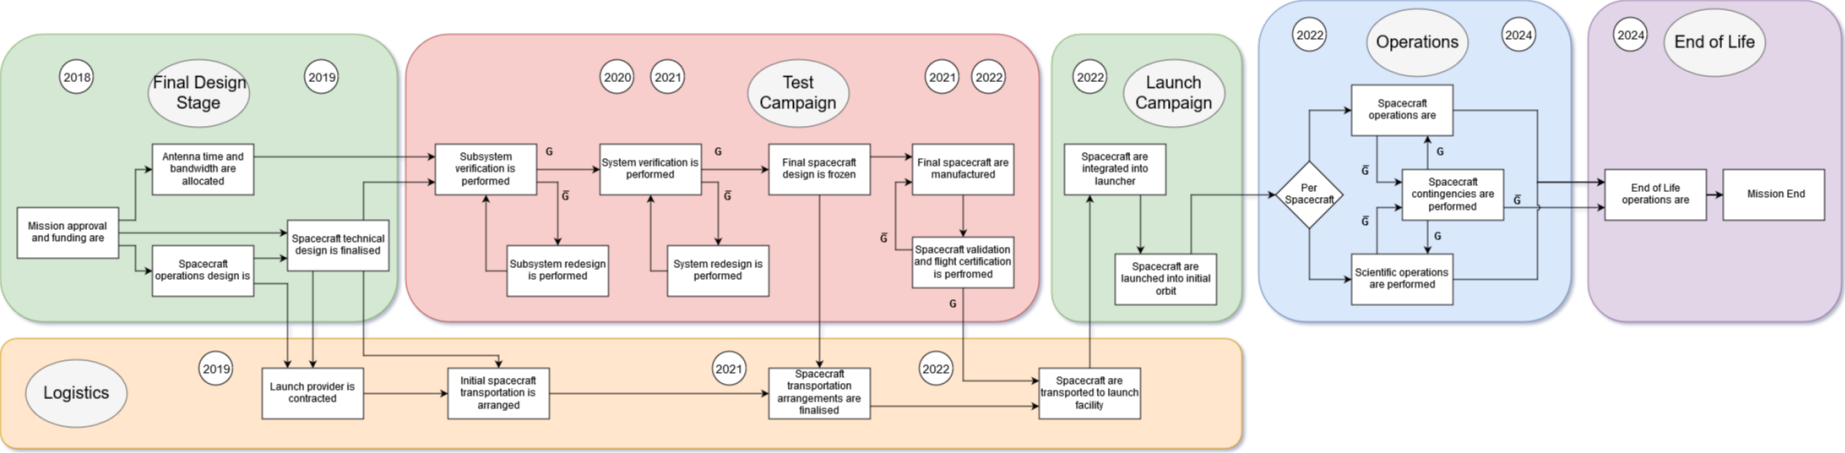 2018
Final Design
Stage
2019
Antenna time and
bandwidth are
allocated
Mission approval
and funding are
Spacecraft technical
design is finalised
Spacecraft
operations design is
2020
2021
Test
Campaign
2021
2022
Subsystem
verification is
performed
G
G̅
Subsystem redesign
is performed
System verification is
performed
G
G̅
System redesign is
performed
Final spacecraft
design is frozen
Final spacecraft are
manufactured
G̅
Spacecraft validation
and flight certification
is perfromed
G
2022
Launch
Campaign
Spacecraft are
integrated into
launcher
Spacecraft are
launched into initial
orbit
2022
Operations
2024
Per
Spacecraft
Spacecraft
operations are
G̅
G
Spacecraft
contingencies are
performed
G̅
G̅
G
Scientific operations
are performed
2024
End of Life
End of Life
operations are
Mission End
Logistics
2019
Launch provider is
contracted
Initial spacecraft
transportation is
arranged
2021
Spacecraft
transportation
arrangements are
finalised
2022
Spacecraft are
transported to launch
facility